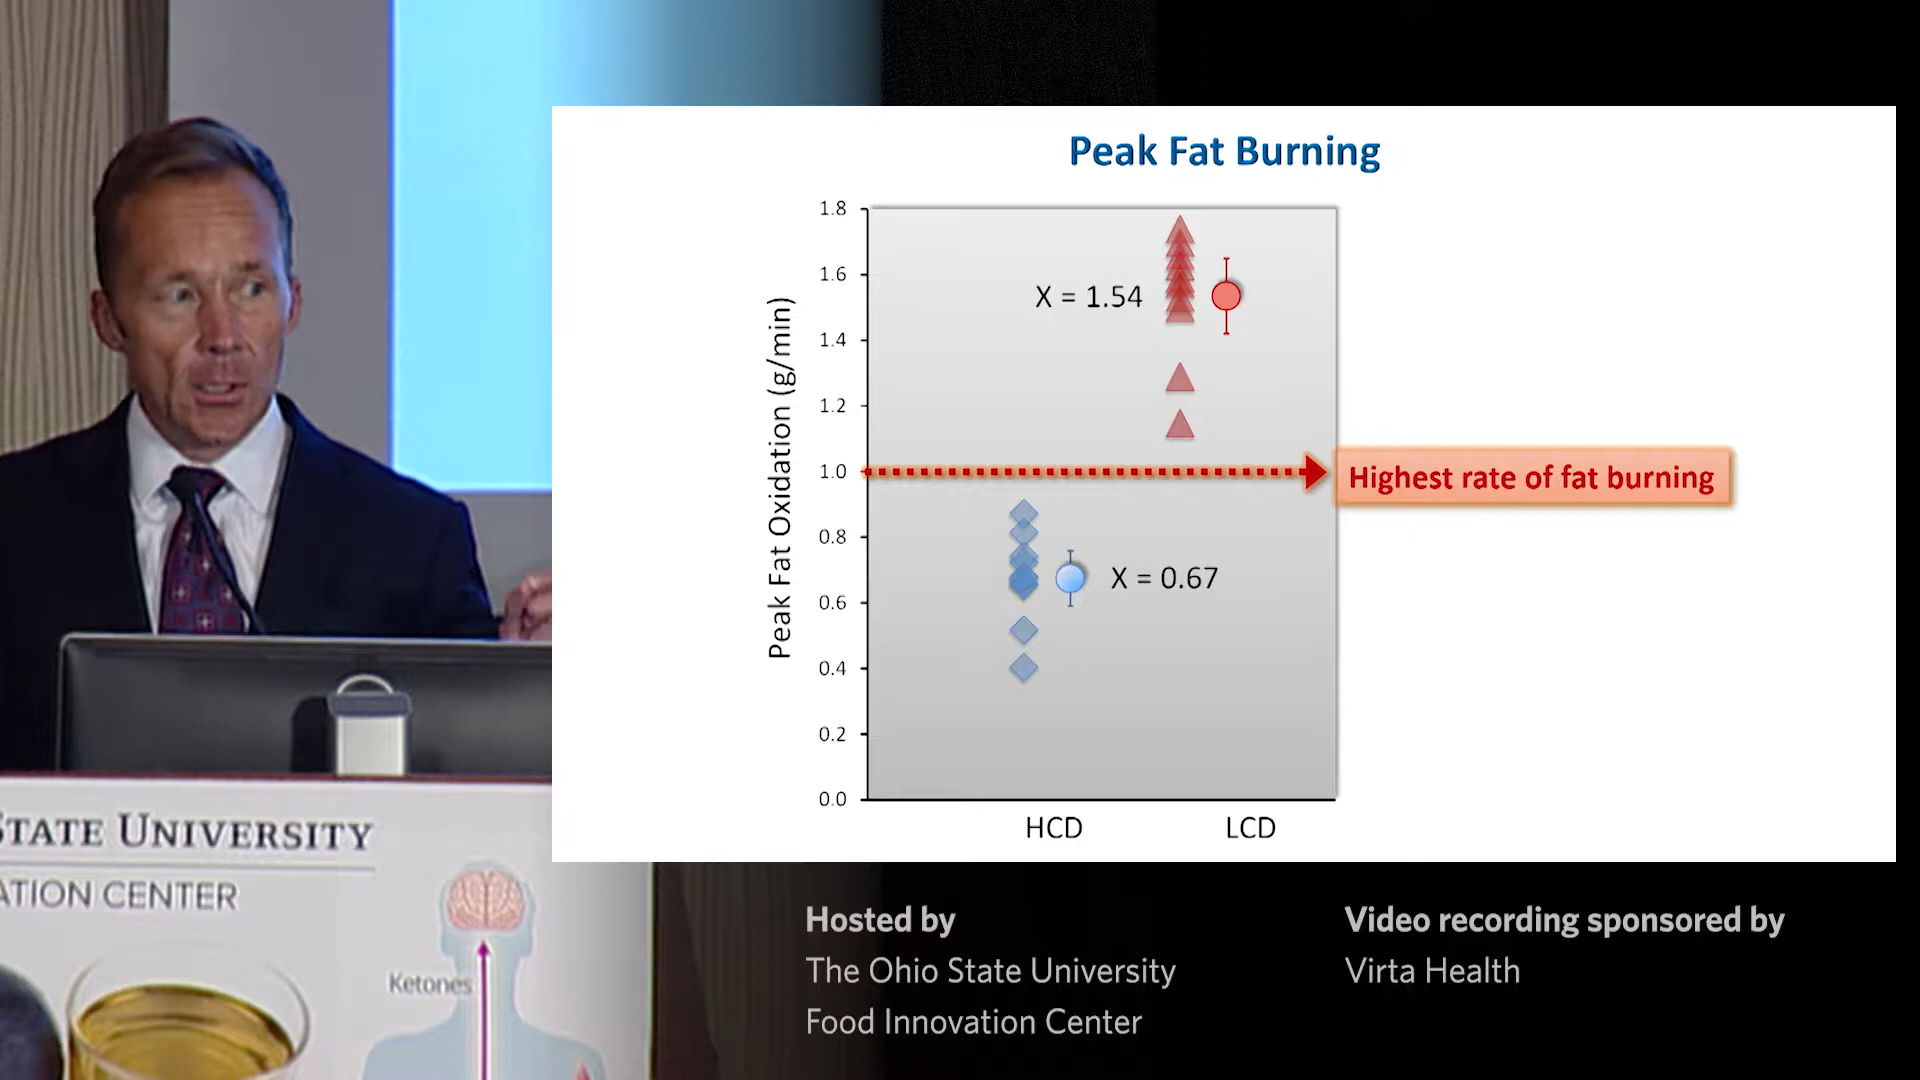 Peak Fat Burning
1.8
1.6
1.4
1.2
1.0
0.8
0.6
0.4
0.2
0.0
Peak Fat Oxidation (g/min)
X = 1.54
Highest rate of fat burning
X = 0.67
HCD
LCD
STATE UNIVERSITY
ATION CENTER
Ketones
Hosted by
The Ohio State University
Food Innovation Center
Video recording sponsored by
Virta Health